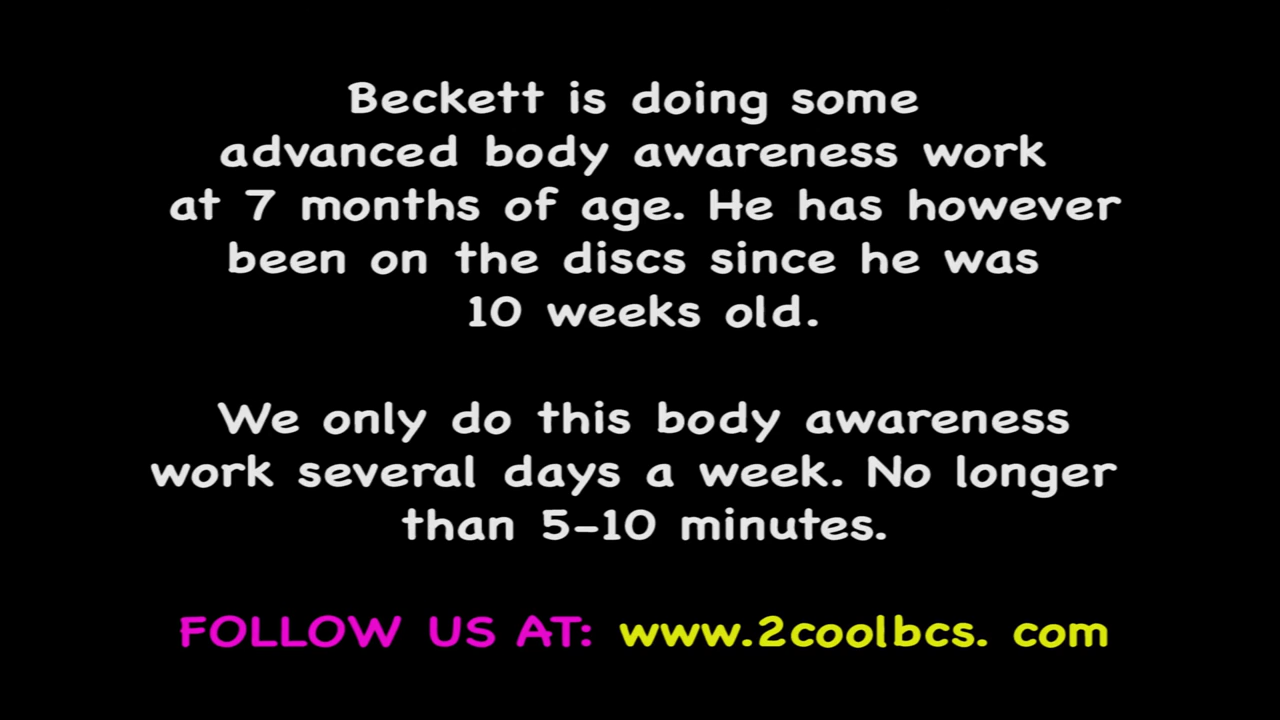 Beckett is doing some
advanced body awareness work
at 7 months of age. He has however
been on the discs since he was
10 weeks old.
We only do this body awareness
work several days a week. No longer
than 5-10 minutes.
FOLLOW US AT: www.2coolbcs. com